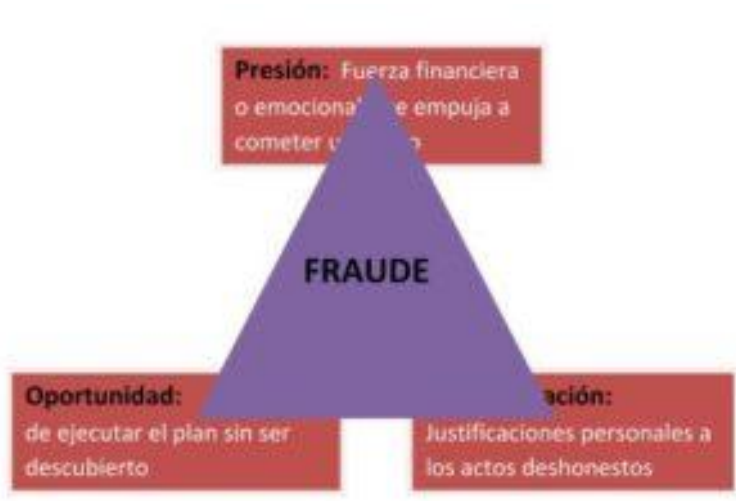 Presión: Fuerza financiera
o emocional e empuja a
cometer u o
FRAUDE
Oportunidad:
de ejecutar el plan sin ser
descubierto
ación:
Justificaciones personales a
los actos deshonestos